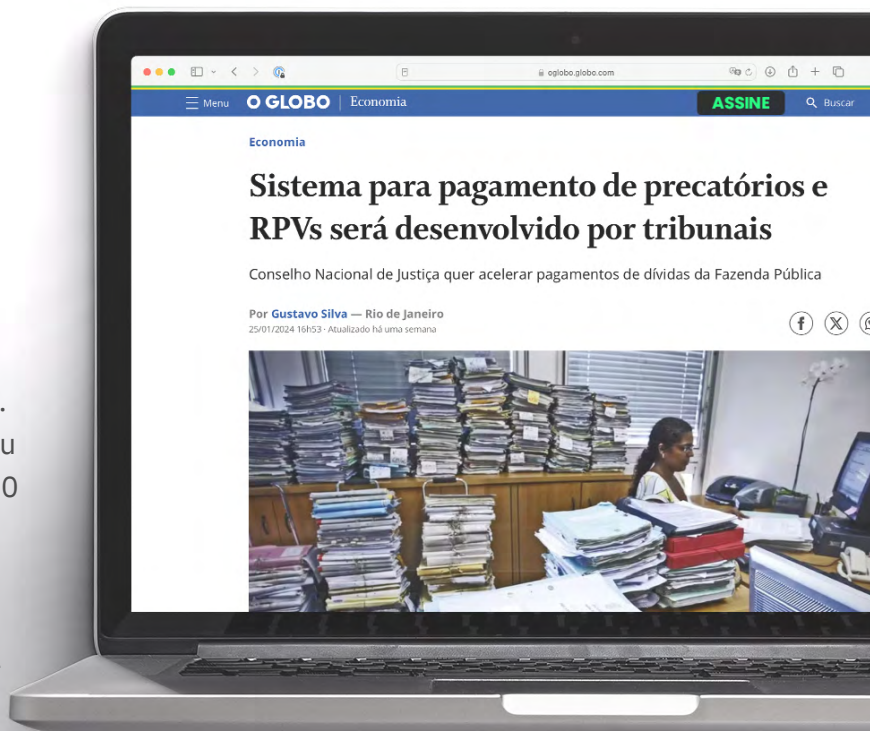 .
u
0
oglobo.globo.com
Menu O GLOBO | Economia ASSINE Buscar
Economia
Sistema para pagamento de precatórios e
RPVs será desenvolvido por tribunais
Conselho Nacional de Justiça quer acelerar pagamentos de dívidas da Fazenda Pública
Por Gustavo Silva — Rio de Janeiro
25/01/2024 16h53 · Atualizado há uma semana